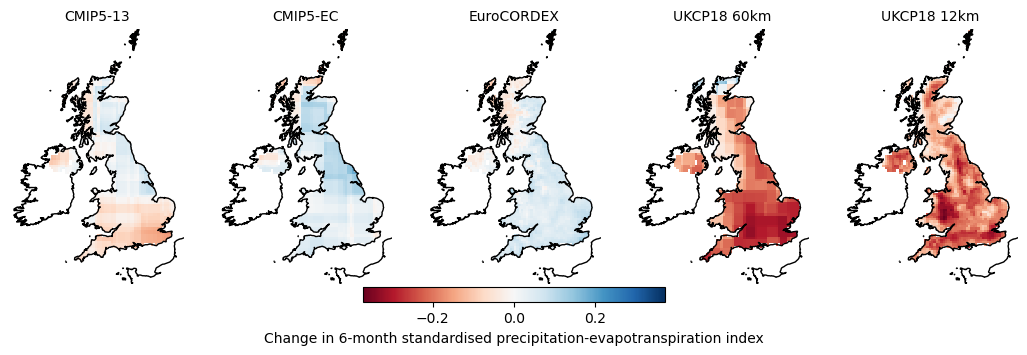 CMIP5-13 CMIP5-EC EuroCORDEX UKCP18 60km UKCP18 12km
−0.2 0.0 0.2
Change in 6-month standardised precipitation-evapotranspiration index